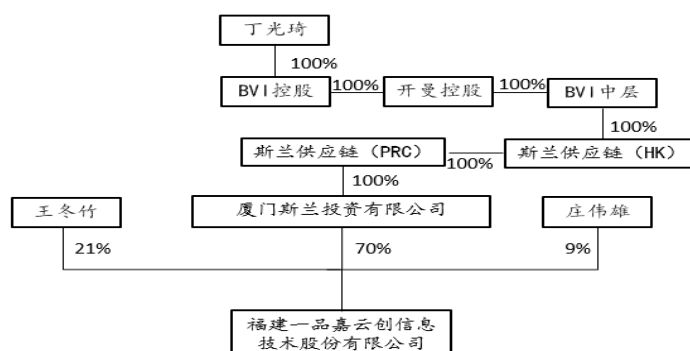 丁光琦
100%
BVI控股
100%
开曼控股
100%
BVI中层
100%
斯兰供应链（PRC）
100%
斯兰供应链（HK）
100%
王冬竹
厦门斯兰投资有限公司
庄伟雄
21%
70%
9%
福建一品嘉云创信息
技术股份有限公司